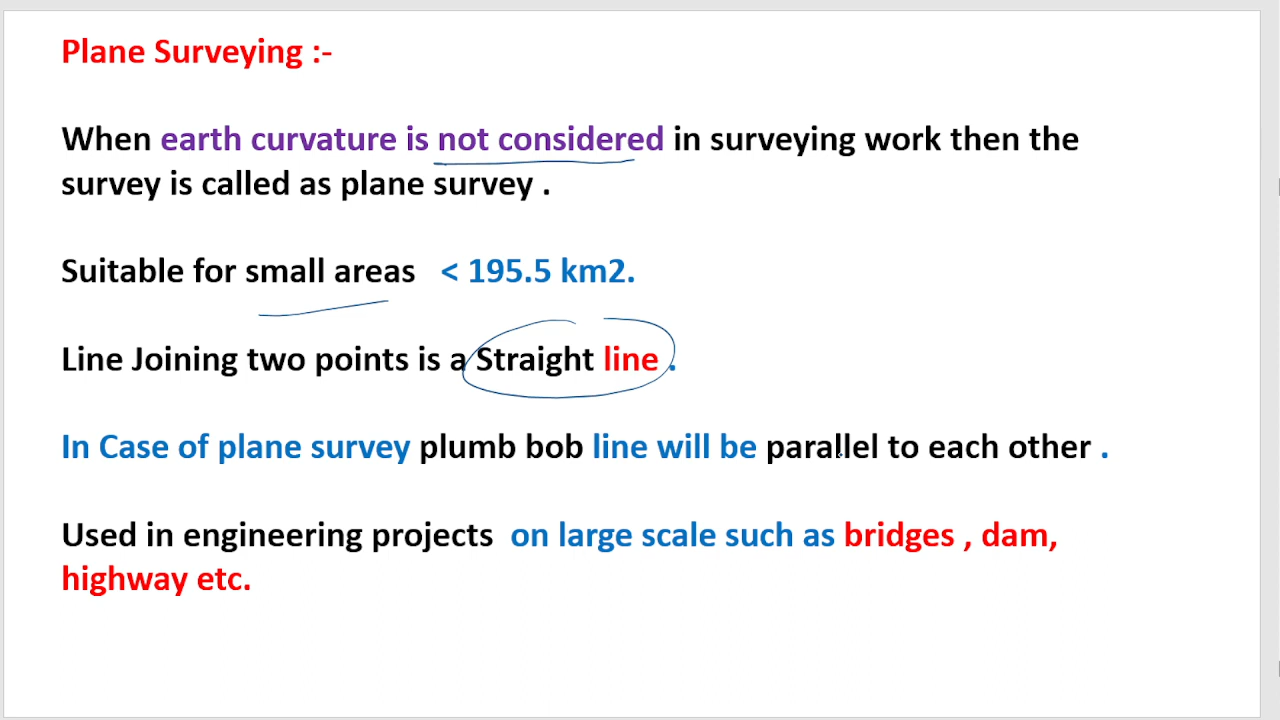 Plane Surveying :-
When earth curvature is not considered in surveying work then the
survey is called as plane survey .
Suitable for small areas < 195.5 km2.
Line Joining two points is a Straight line .
In Case of plane survey plumb bob line will be parallel to each other .
Used in engineering projects on large scale such as bridges , dam,
highway etc.